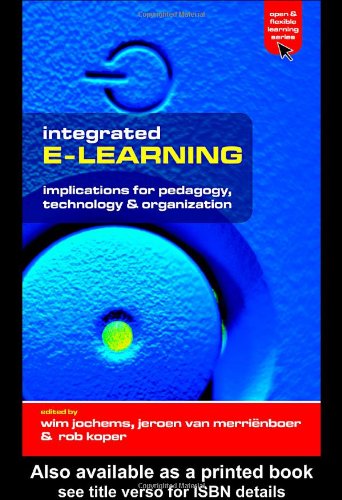 open &
flexible
learning
series
integrated
E-LEARNING
implications for pedagogy,
technology & organization
edited by
wim jochems, jeroen van merriënboer
& rob koper
Also available as a printed book
see title verso for ISBN details